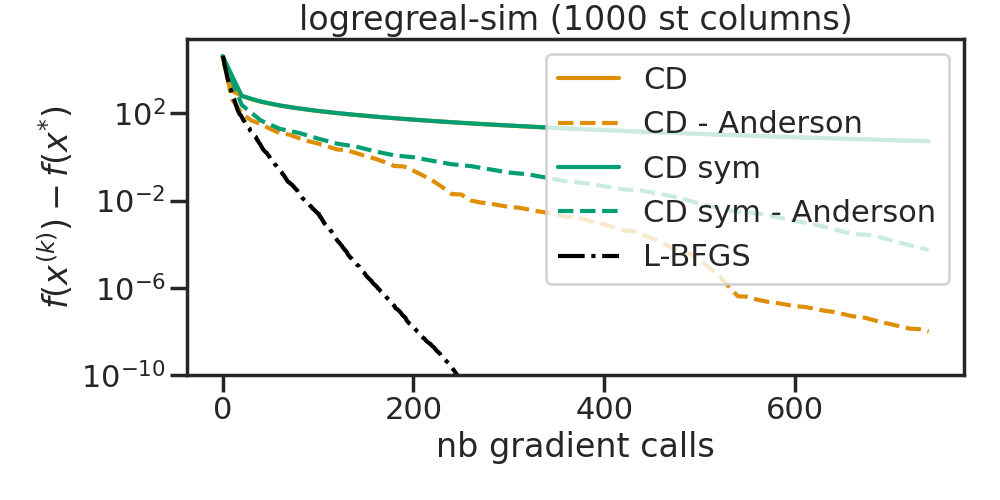 logregreal-sim (1000 st columns)
f(x^(k)) − f(x^*)
10^2
10^−2
10^−6
10^−10
CD
CD - Anderson
CD sym
CD sym - Anderson
L-BFGS
0 200 400 600
nb gradient calls